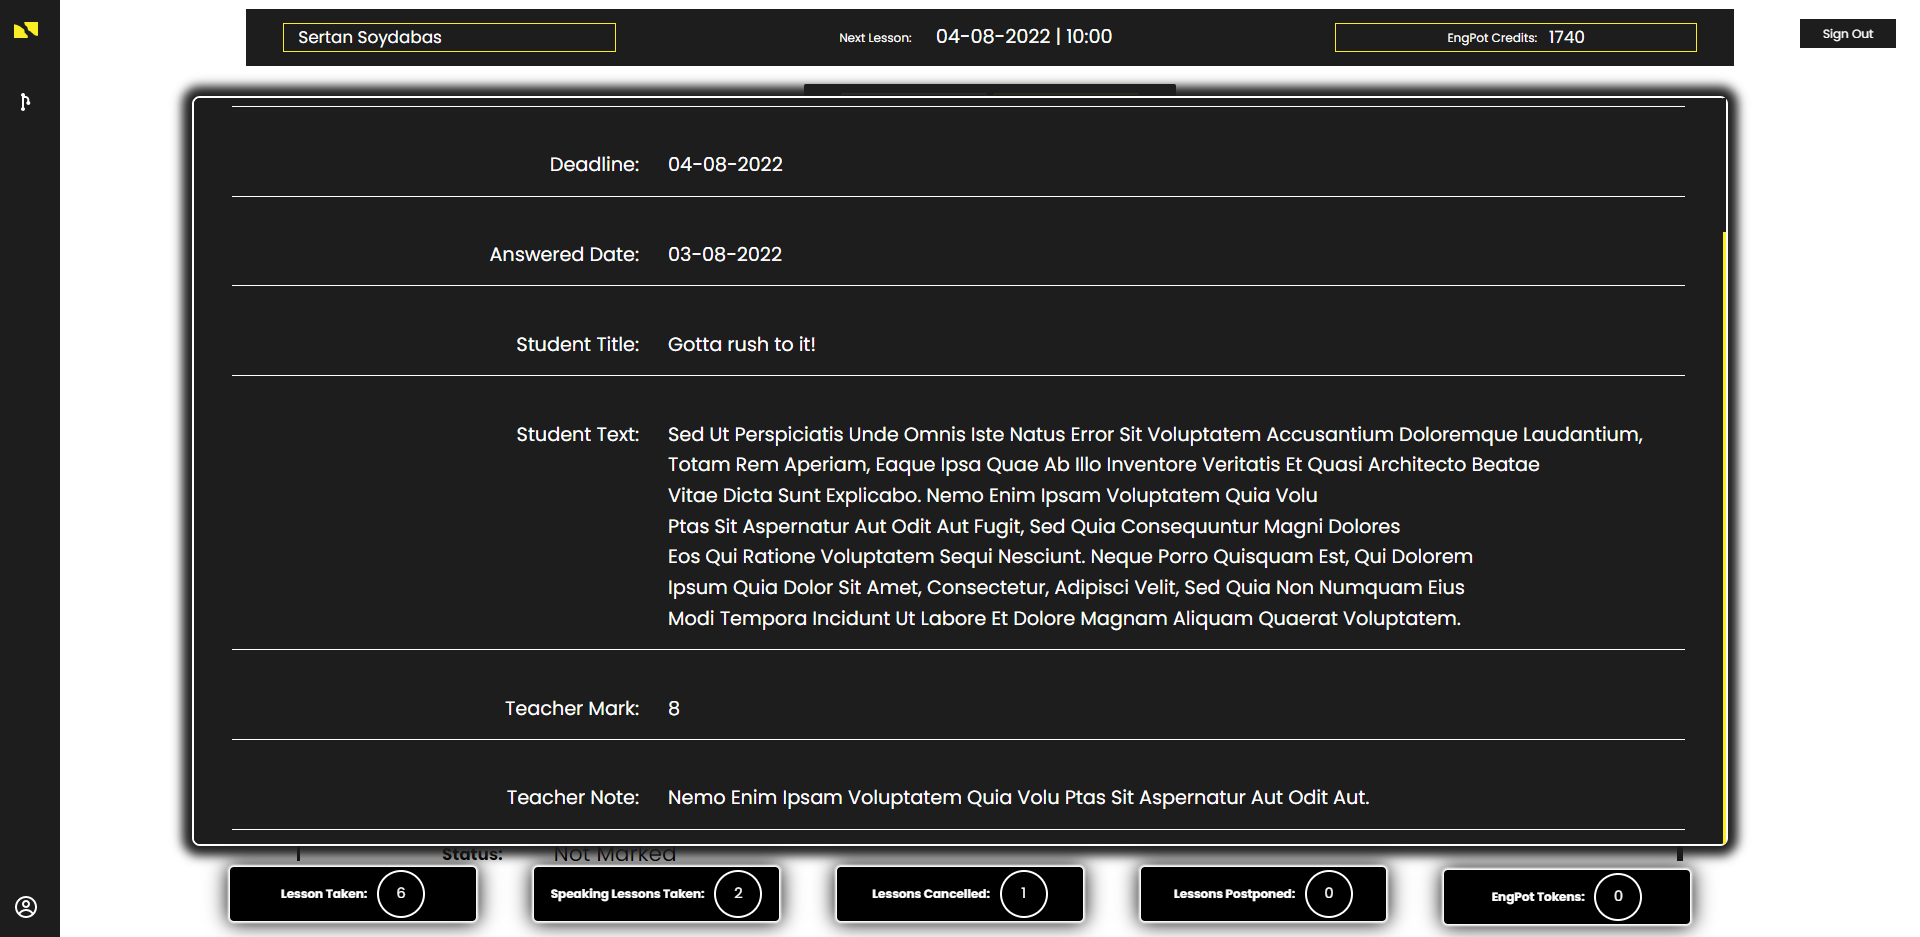 Sertan Soydabas
Next Lesson: 04-08-2022 | 10:00
EngPot Credits: 1740
Sign Out
Deadline: 04-08-2022
Answered Date: 03-08-2022
Student Title: Gotta rush to it!
Student Text: Sed Ut Perspiciatis Unde Omnis Iste Natus Error Sit Voluptatem Accusantium Doloremque Laudantium,
Totam Rem Aperiam, Eaque Ipsa Quae Ab Illo Inventore Veritatis Et Quasi Architecto Beatae
Vitae Dicta Sunt Explicabo. Nemo Enim Ipsam Voluptatem Quia Volu
Ptas Sit Aspernatur Aut Odit Aut Fugit, Sed Quia Consequuntur Magni Dolores
Eos Qui Ratione Voluptatem Sequi Nesciunt. Neque Porro Quisquam Est, Qui Dolorem
Ipsum Quia Dolor Sit Amet, Consectetur, Adipisci Velit, Sed Quia Non Numquam Eius
Modi Tempora Incidunt Ut Labore Et Dolore Magnam Aliquam Quaerat Voluptatem.
Teacher Mark: 8
Teacher Note: Nemo Enim Ipsam Voluptatem Quia Volu Ptas Sit Aspernatur Aut Odit Aut.
Status: Not Marked
Lesson Taken: 6
Speaking Lessons Taken: 2
Lessons Cancelled: 1
Lessons Postponed: 0
EngPot Tokens: 0